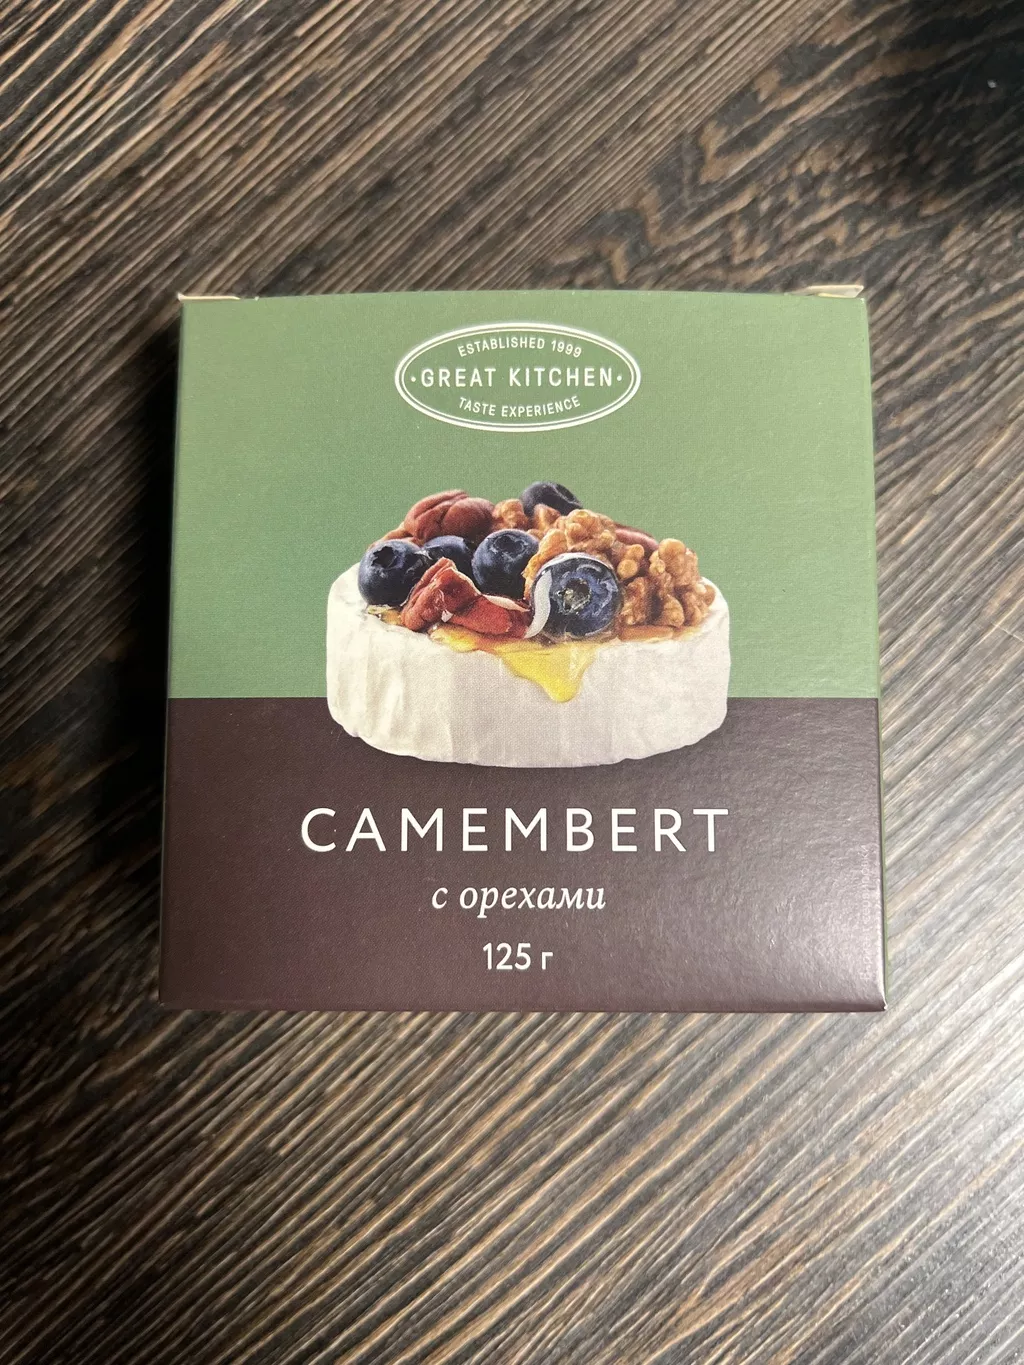 ESTABLISHED 1999
·GREAT KITCHEN·
TASTE EXPERIENCE
CAMEMBERT
с орехами
125 г